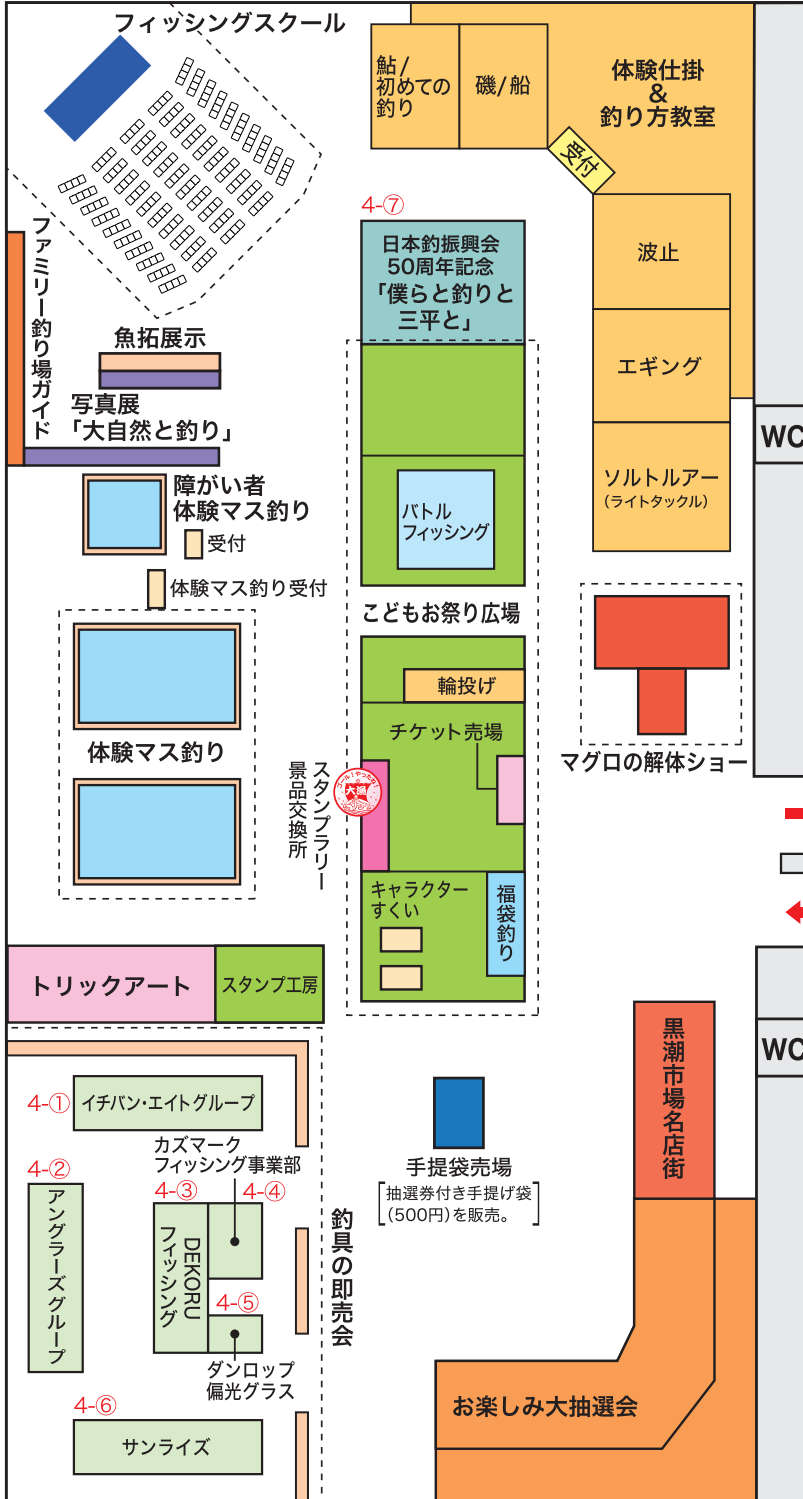 フィッシングスクール
鮎/
初めての
釣り
磯/船
体験仕掛
&
釣り方教室
受付
4-⑦
日本釣振興会
50周年記念
「僕らと釣りと
三平と」
波止
ファミリー釣り場ガイド
魚拓展示
エギング
写真展
「大自然と釣り」
WC
ソルトルアー
(ライトタックル)
障がい者
体験マス釣り
受付
バトル
フィッシング
体験マス釣り受付
こどもお祭り広場
輪投げ
チケット売場
体験マス釣り
マグロの解体ショー
スタンプラリー
景品交換所
ゴール!やったね!
大漁
キャラクター
すくい
福袋釣り
トリックアート
スタンプ工房
黒潮市場名店街
WC
4-①
イチバン・エイトグループ
カズマーク
フィッシング事業部
手提袋売場
[抽選券付き手提げ袋
(500円)を販売。]
4-②
アングラーズグループ
4-③
4-④
DEKORU
フィッシング
釣具の即売会
4-⑤
ダンロップ
偏光グラス
4-⑥
サンライズ
お楽しみ大抽選会